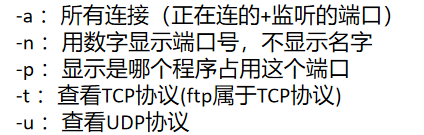 -a ：所有连接（正在连的+监听的端口）
-n ：用数字显示端口号，不显示名字
-p ：显示是哪个程序占用这个端口
-t ：查看TCP协议(ftp属于TCP协议)
-u ：查看UDP协议